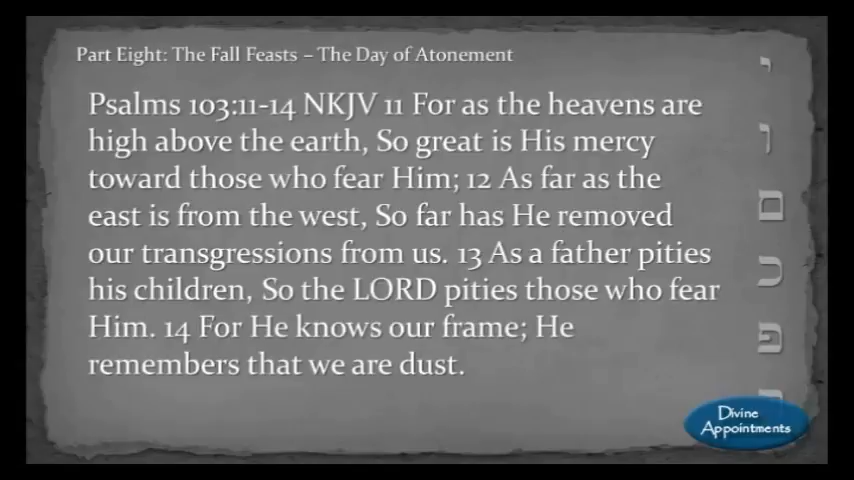 Part Eight: The Fall Feasts – The Day of Atonement
Psalms 103:11-14 NKJV 11 For as the heavens are
high above the earth, So great is His mercy
toward those who fear Him; 12 As far as the
east is from the west, So far has He removed
our transgressions from us. 13 As a father pities
his children, So the LORD pities those who fear
Him. 14 For He knows our frame; He
remembers that we are dust.
י
ו
ם
כ
פ
Divine
Appointments